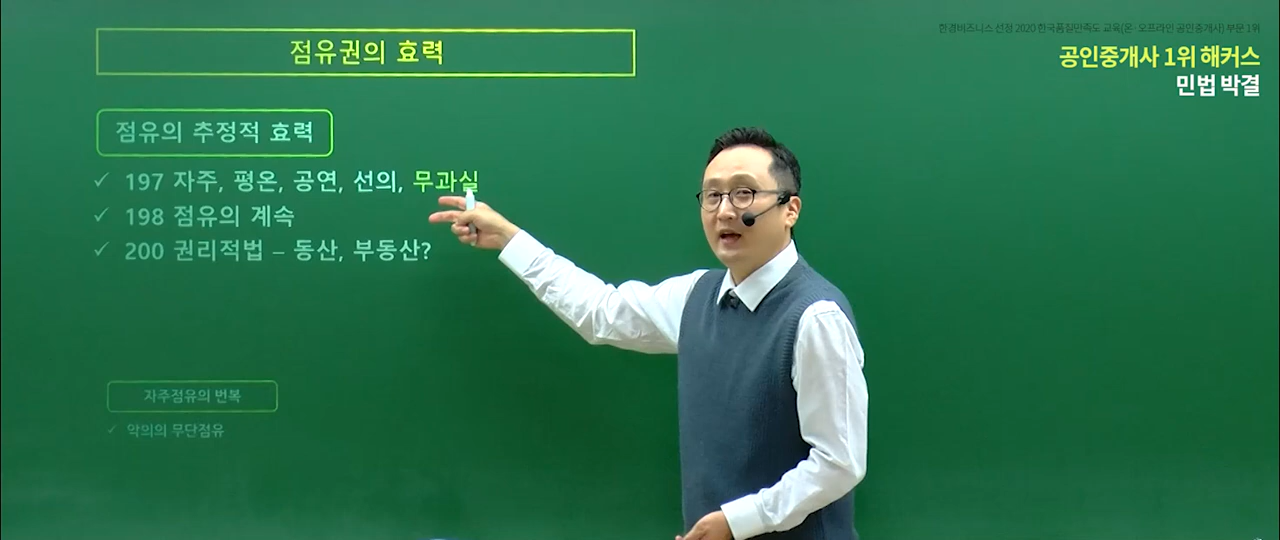 점유권의 효력
한경비즈니스 선정 2020 한국품질만족도 교육(온·오프라인 공인중개사) 부문 1위
공인중개사 1위 해커스
민법 박결
점유의 추정적 효력
✓ 197 자주, 평온, 공연, 선의, 무과실
✓ 198 점유의 계속
✓ 200 권리적법 – 동산, 부동산?
자주점유의 번복
✓ 악의의 무단점유